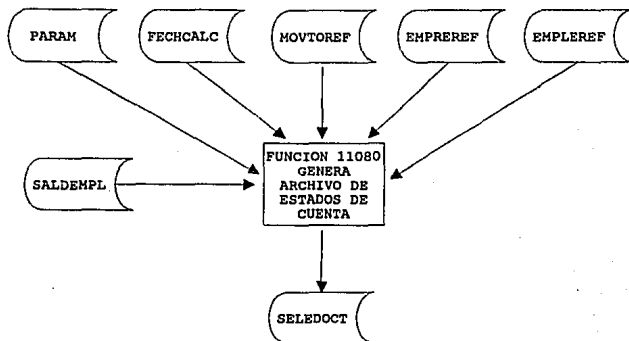 PARAM
FECHCALC
MOVTOREF
EMPREREF
EMPLEREF
SALDEMPL
FUNCION 11080
GENERA
ARCHIVO DE
ESTADOS DE
CUENTA
SELEDOCT